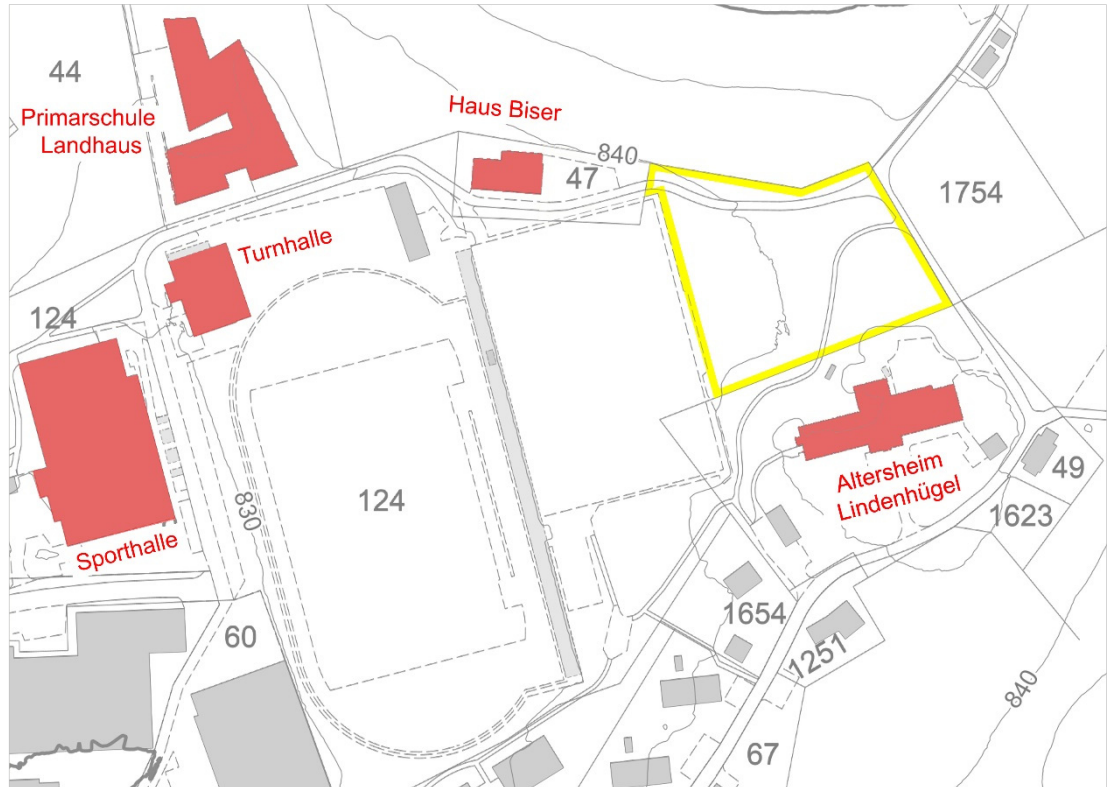 44
Primarschule
Landhaus
Haus Biser
840
47
1754
Turnhalle
124
124
830
Sporthalle
Altersheim
Lindenhügel
49
1623
1654
1251
60
840
67